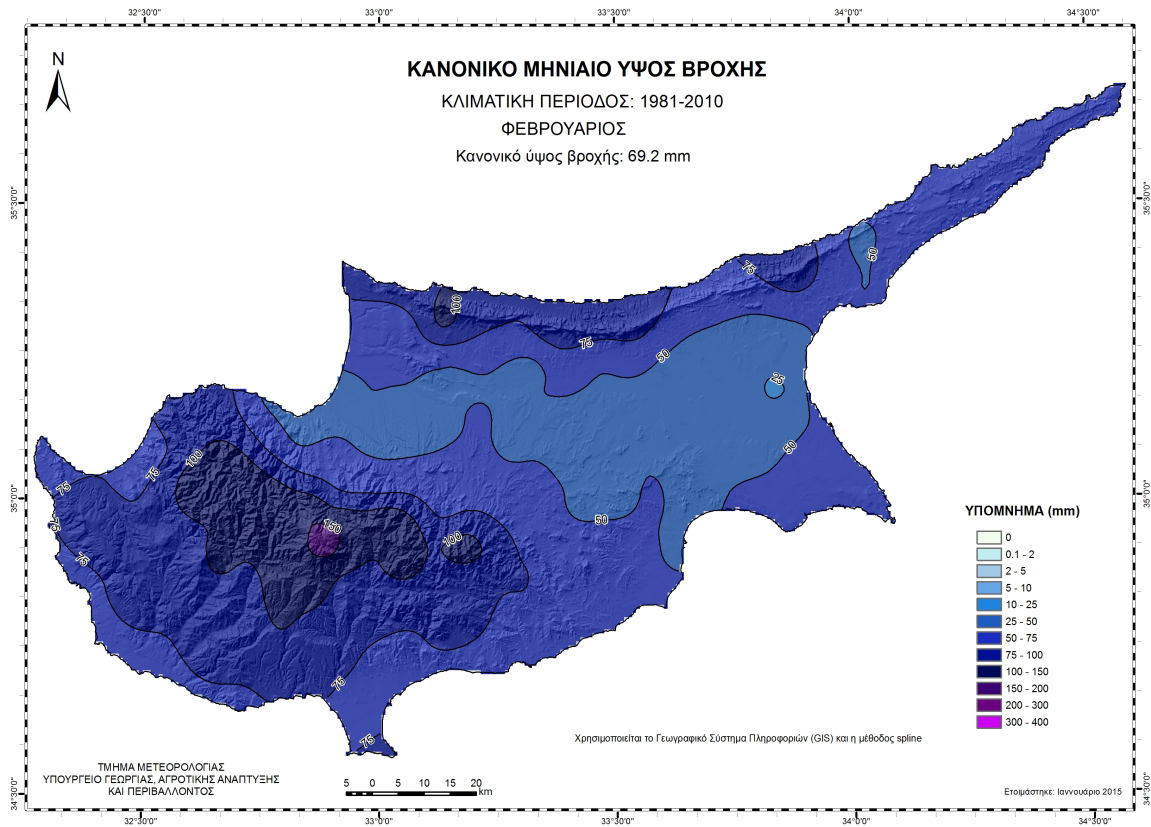 32°30'0" 33°0'0" 33°30'0" 34°0'0" 34°30'0"
N
ΚΑΝΟΝΙΚΟ ΜΗΝΙΑΙΟ ΥΨΟΣ ΒΡΟΧΗΣ
ΚΛΙΜΑΤΙΚΗ ΠΕΡΙΟΔΟΣ: 1981-2010
ΦΕΒΡΟΥΑΡΙΟΣ
Κανονικό ύψος βροχής: 69.2 mm
35°30'0" 35°30'0"
50
75
100
75
50
25
50
100
75
75
35°0'0" 35°0'0"
50
150
75
100
75
75
75
ΥΠΟΜΝΗΜΑ (mm)
0
0.1 - 2
2 - 5
5 - 10
10 - 25
25 - 50
50 - 75
75 - 100
100 - 150
150 - 200
200 - 300
300 - 400
Χρησιμοποιείται το Γεωγραφικό Σύστημα Πληροφοριών (GIS) και η μέθοδος spline
ΤΜΗΜΑ ΜΕΤΕΟΡΟΛΟΓΙΑΣ
ΥΠΟΥΡΓΕΙΟ ΓΕΩΡΓΙΑΣ, ΑΓΡΟΤΙΚΗΣ ΑΝΑΠΤΥΞΗΣ
ΚΑΙ ΠΕΡΙΒΑΛΛΟΝΤΟΣ
5 0 5 10 15 20
km
Ετοιμάστηκε: Ιαννουάριο 2015
34°30'0" 34°30'0"
32°30'0" 33°0'0" 33°30'0" 34°0'0" 34°30'0"